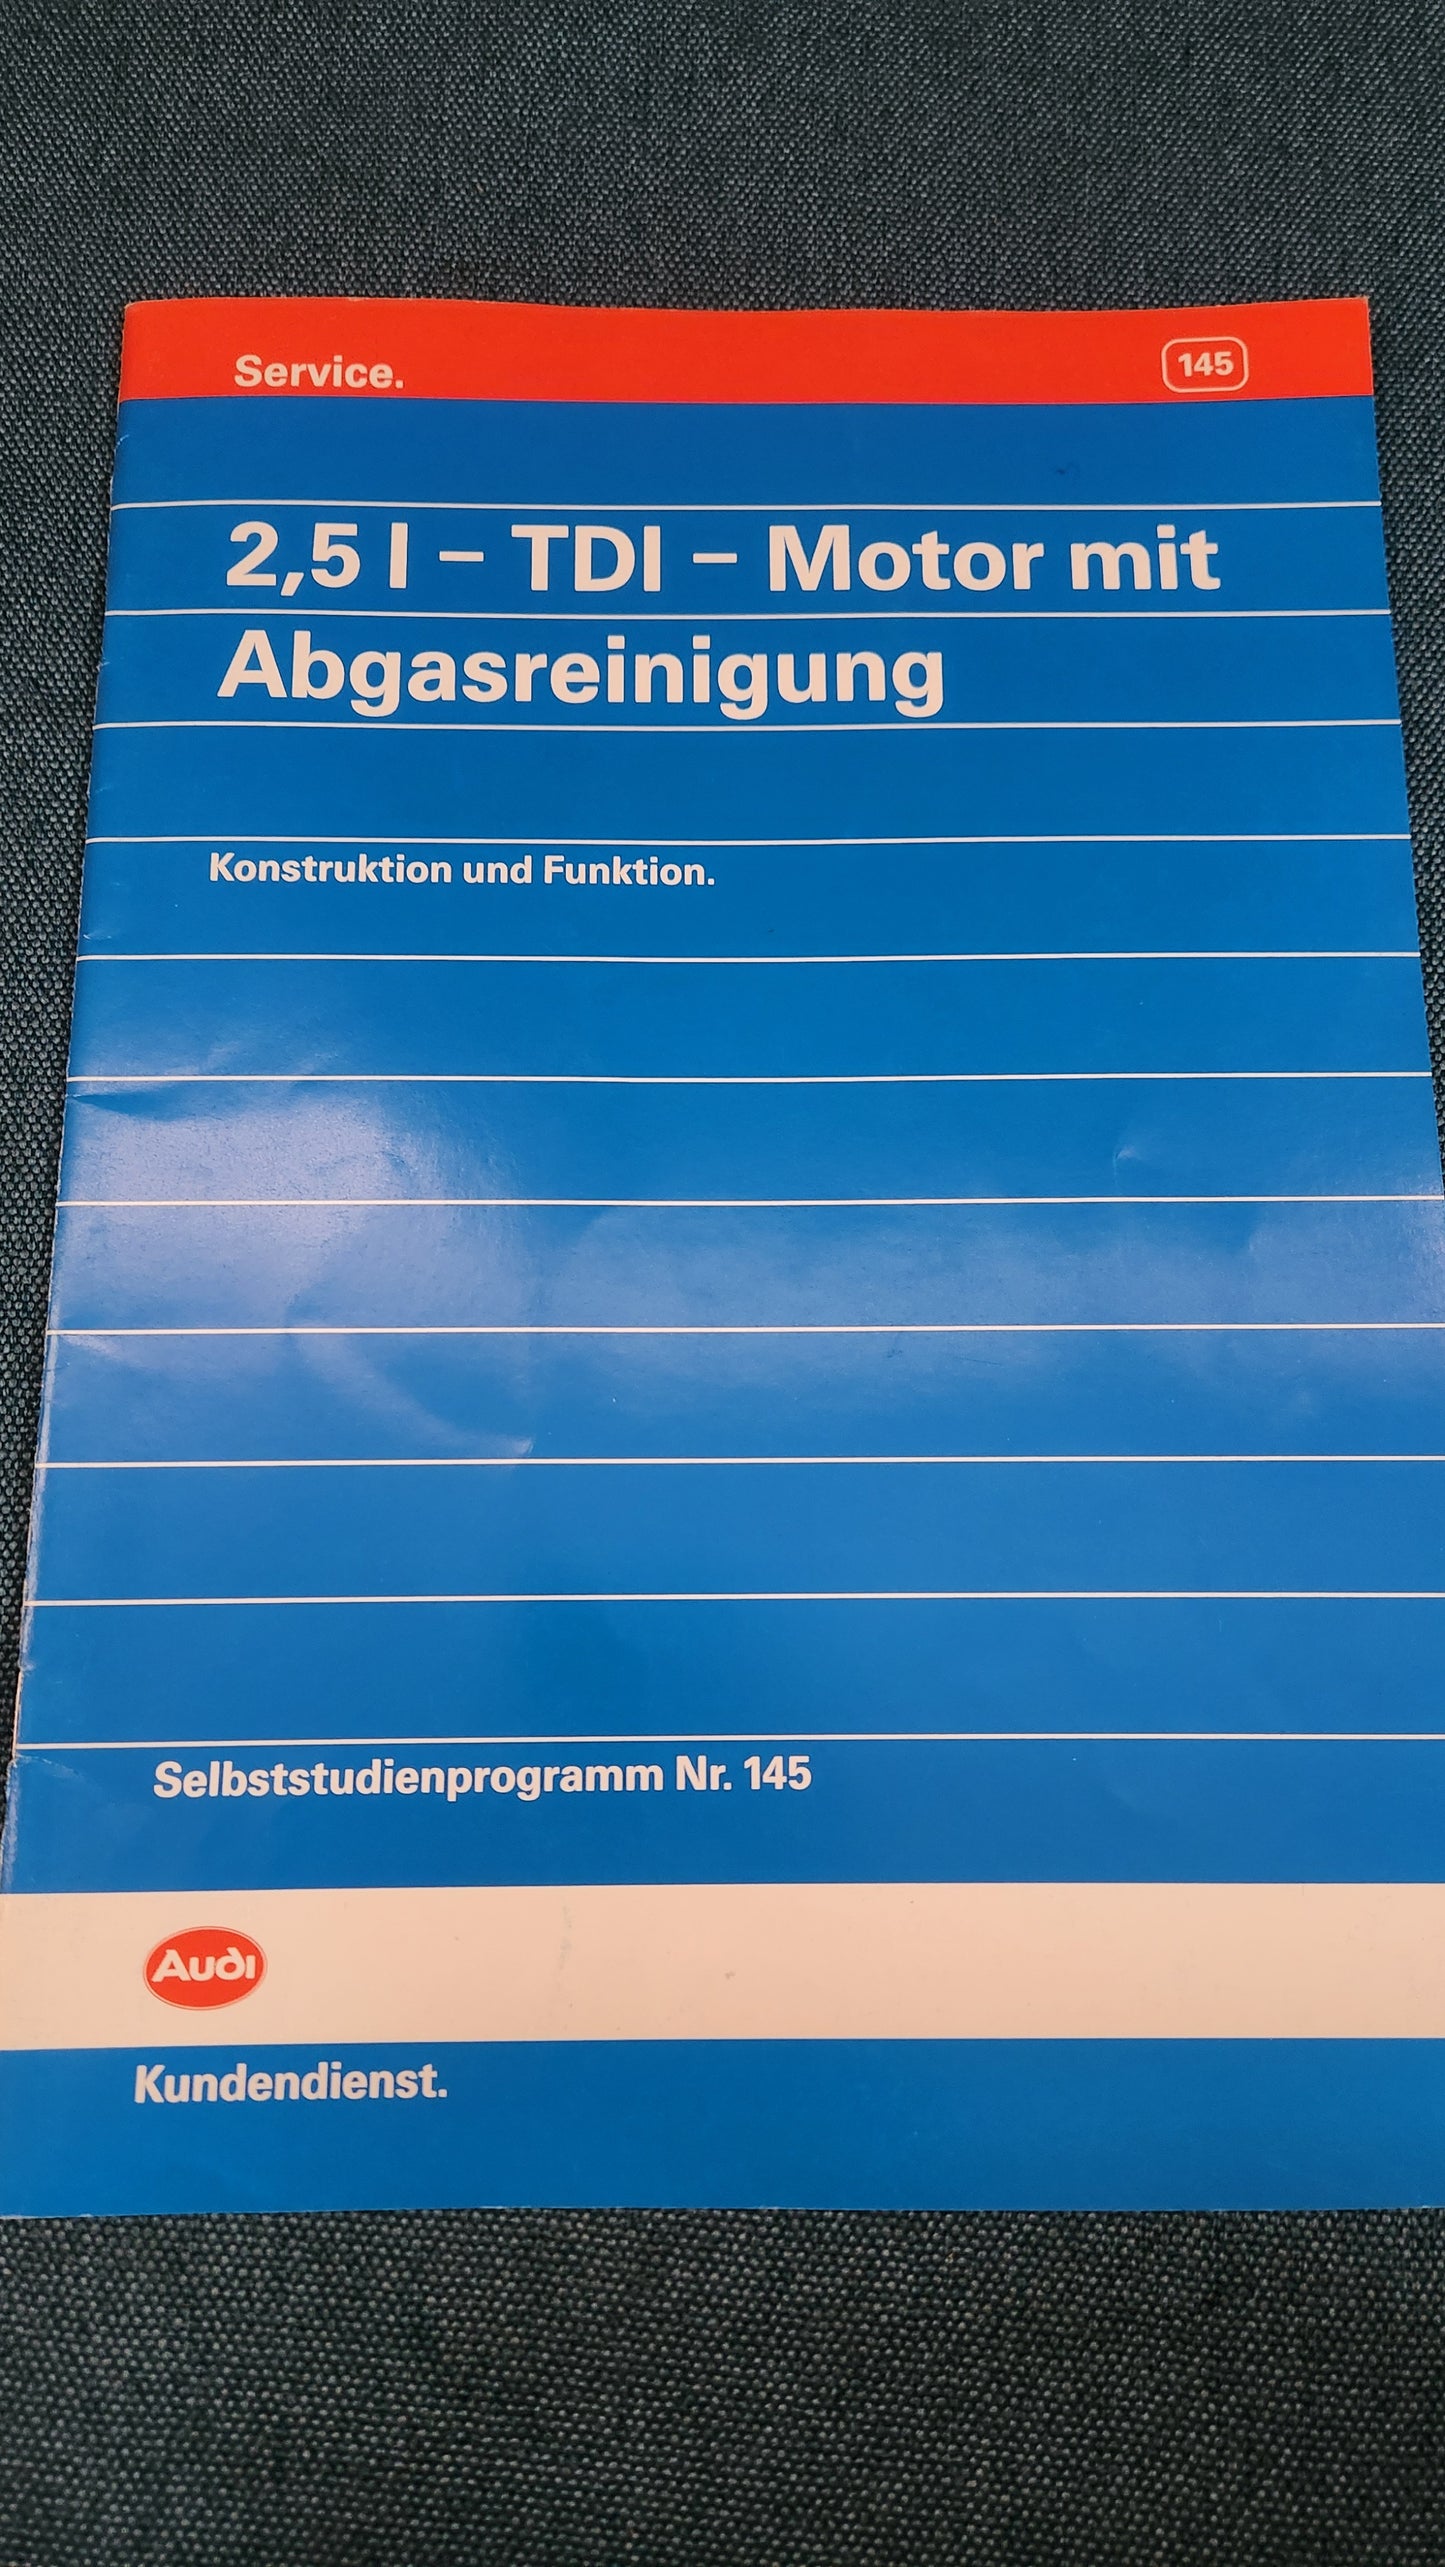 Service.
145
2,5 l – TDI – Motor mit
Abgasreinigung
Konstruktion und Funktion.
Selbststudienprogramm Nr. 145
Audi
Kundendienst.